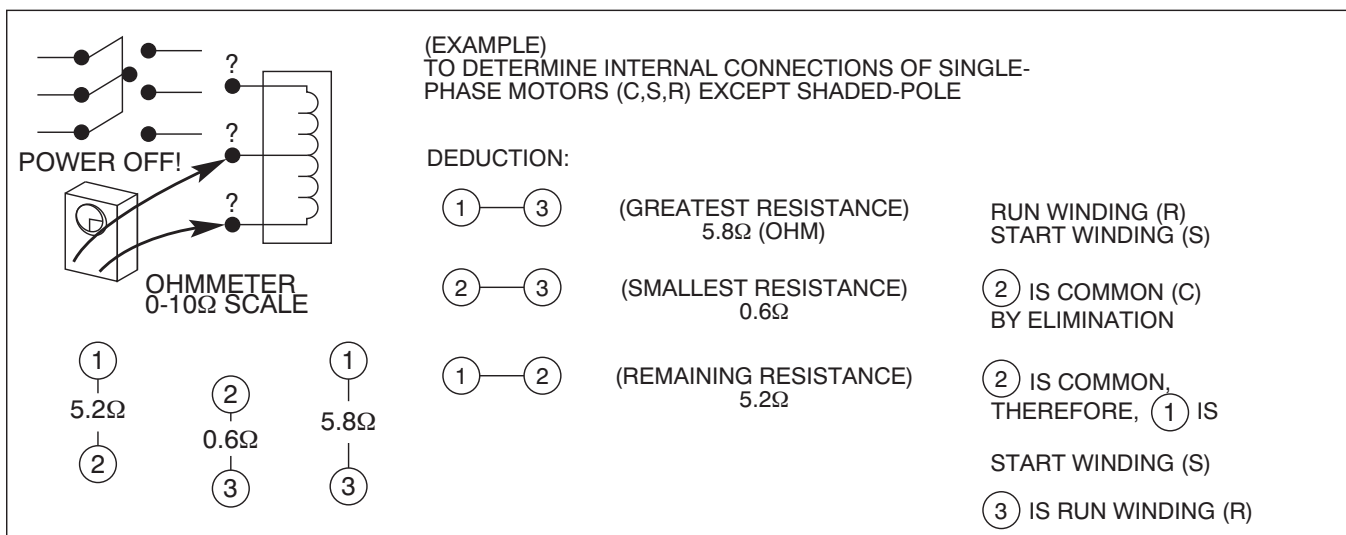 (EXAMPLE)
TO DETERMINE INTERNAL CONNECTIONS OF SINGLE-
PHASE MOTORS (C,S,R) EXCEPT SHADED-POLE
?
?
?
POWER OFF!
OHMMETER
0-10Ω SCALE
1
5.2Ω
2
2
0.6Ω
3
1
5.8Ω
3
DEDUCTION:
1 3 (GREATEST RESISTANCE) RUN WINDING (R)
5.8Ω (OHM) START WINDING (S)
2 3 (SMALLEST RESISTANCE) 2 IS COMMON (C)
0.6Ω BY ELIMINATION
1 2 (REMAINING RESISTANCE) 2 IS COMMON,
5.2Ω THEREFORE, 1 IS
START WINDING (S)
3 IS RUN WINDING (R)